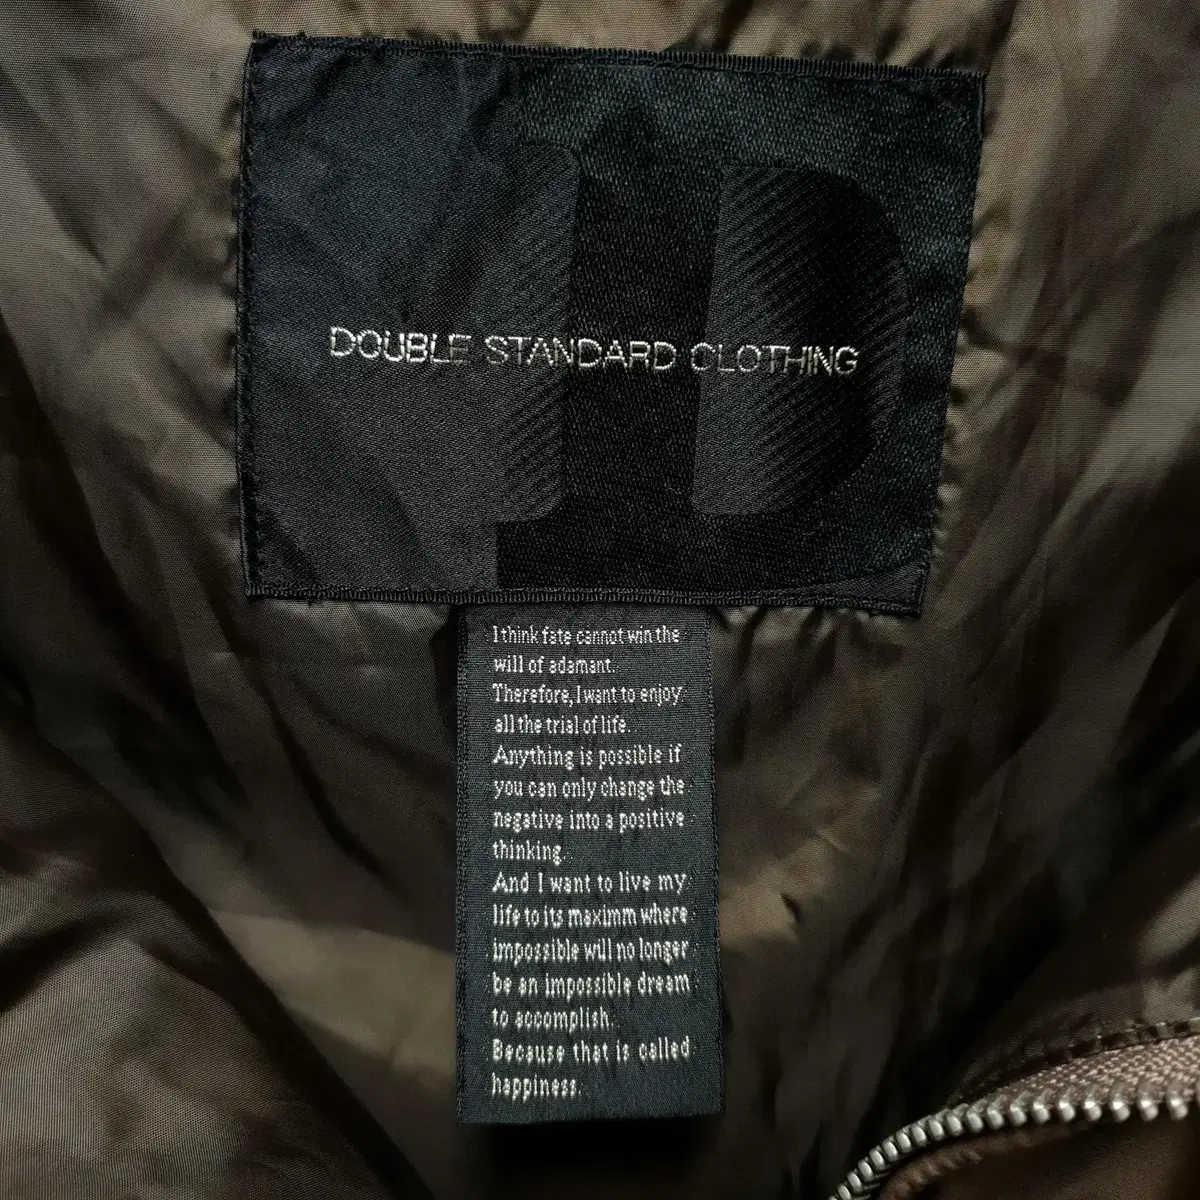 DOUBLE STANDARD CLOTHING
I think fate cannot win the
will of adamant.
Therefore, I want to enjoy
all the trial of life.
Anything is possible if
you can only change the
negative into a positive
thinking.
And I want to live my
life to its maximm where
impossible will no longer
be an impossible dream
to accomplish.
Because that is called
happiness.